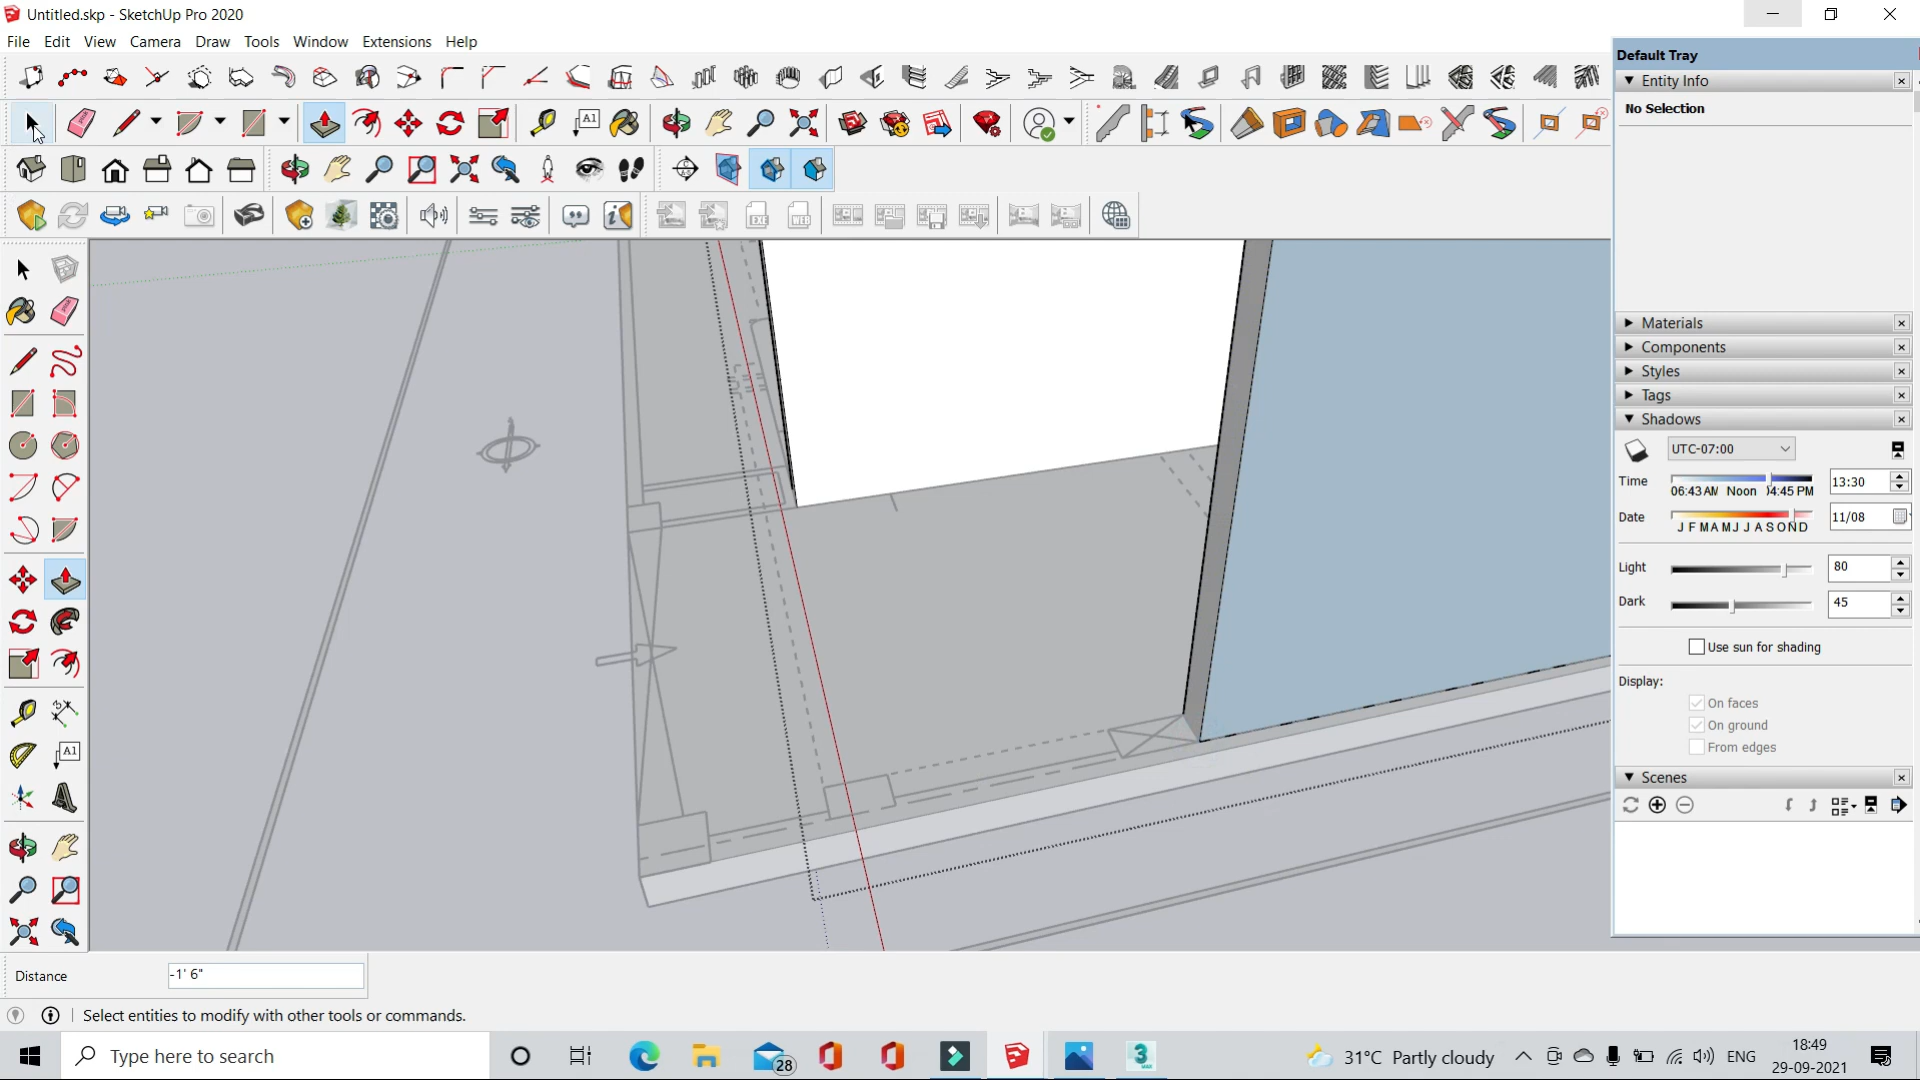 Untitled.skp - SketchUp Pro 2020
File Edit View Camera Draw Tools Window Extensions Help
Default Tray
Entity Info
No Selection
Materials
Components
Styles
Tags
Shadows
UTC-07:00
Time
06:43 AM Noon 04:45 PM
13:30
Date
J F M A M J J A S O N D
11/08
Light
80
Dark
45
Use sun for shading
Display:
On faces
On ground
From edges
Scenes
Distance
-1' 6"
Select entities to modify with other tools or commands.
Type here to search
28
31°C Partly cloudy
ENG
18:49
29-09-2021